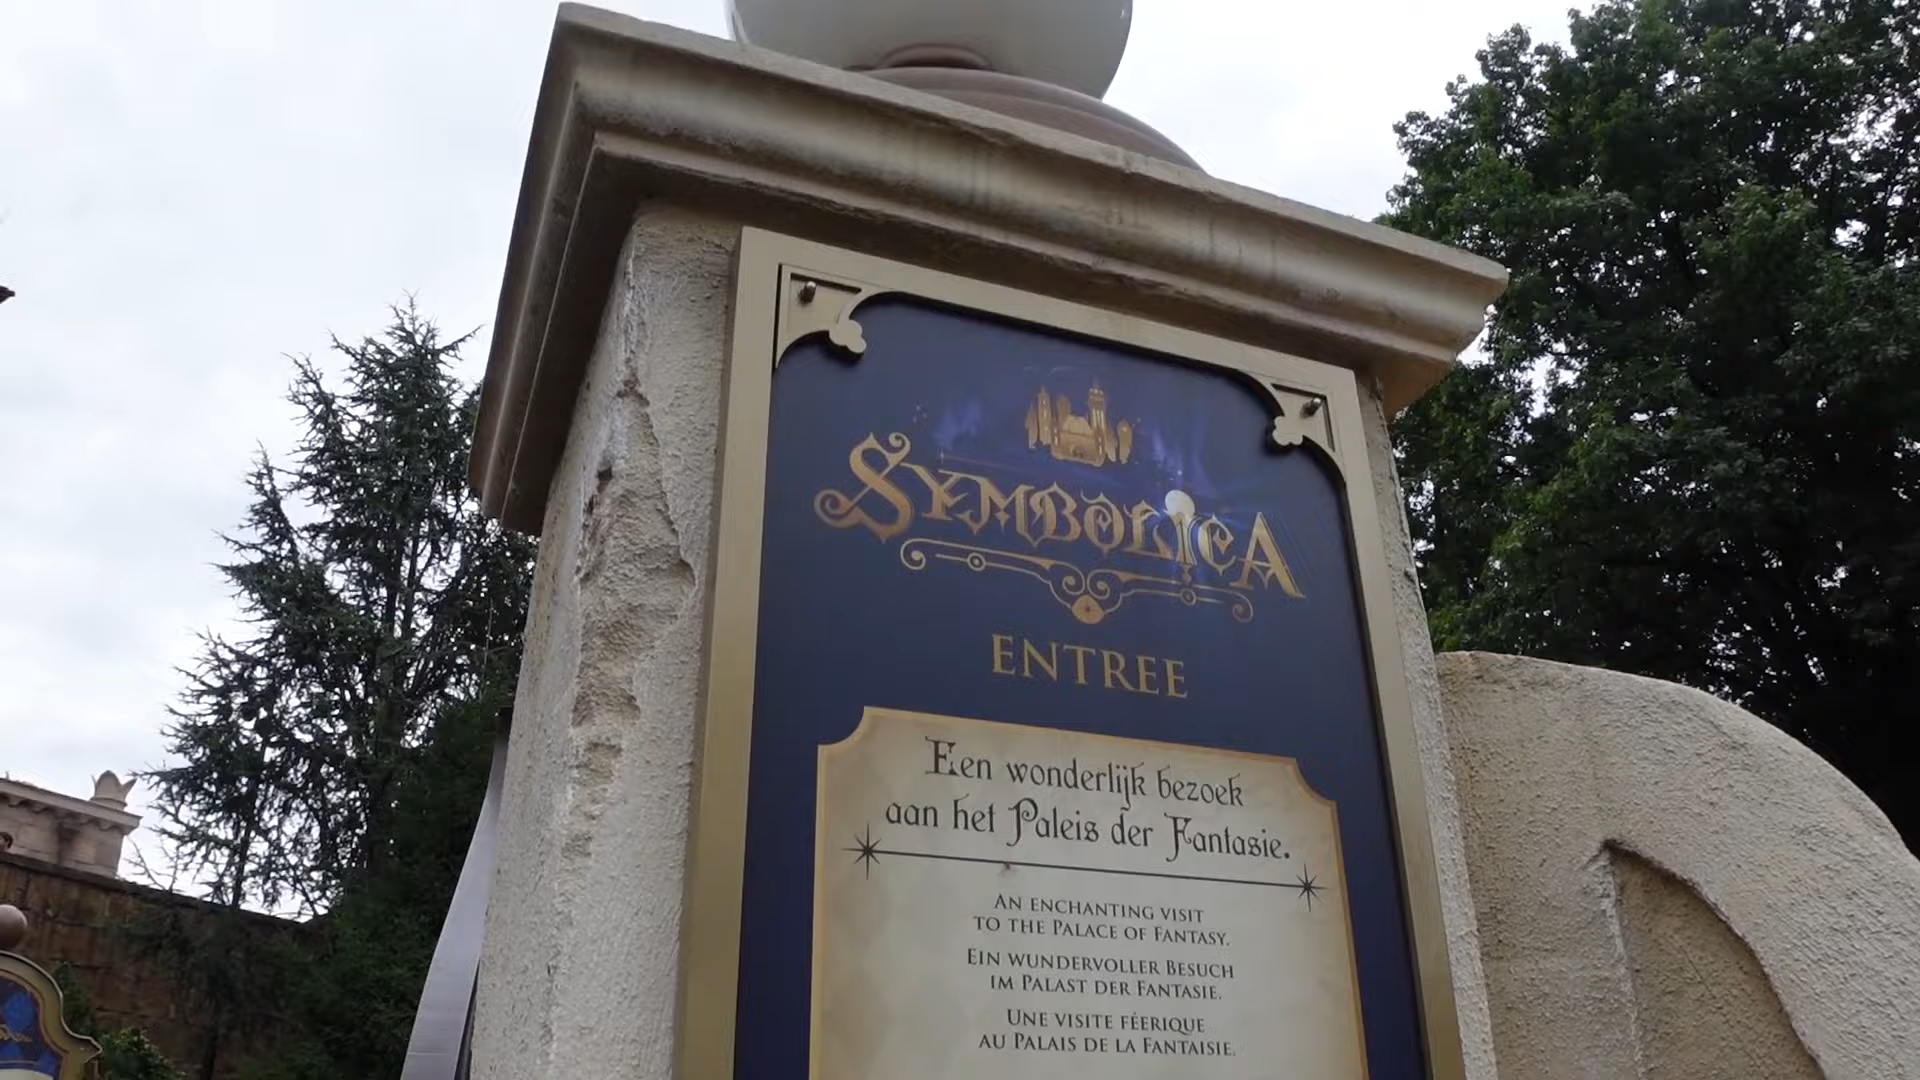 SYMBOLICA
ENTREE
Een wonderlijk bezoek
aan het Paleis der Fantasie.
AN ENCHANTING VISIT
TO THE PALACE OF FANTASY.
EIN WUNDERVOLLER BESUCH
IM PALAST DER FANTASIE.
UNE VISITE FÉERIQUE
AU PALAIS DE LA FANTAISIE.